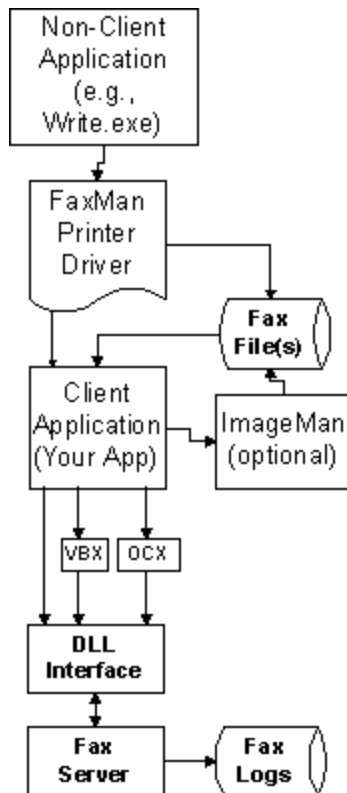 Non-Client
Application
(e.g.,
Write.exe)
FaxMan
Printer
Driver
Fax
File(s)
Client
Application
(Your App)
ImageMan
(optional)
VBX
OCX
DLL
Interface
Fax
Server
Fax
Logs